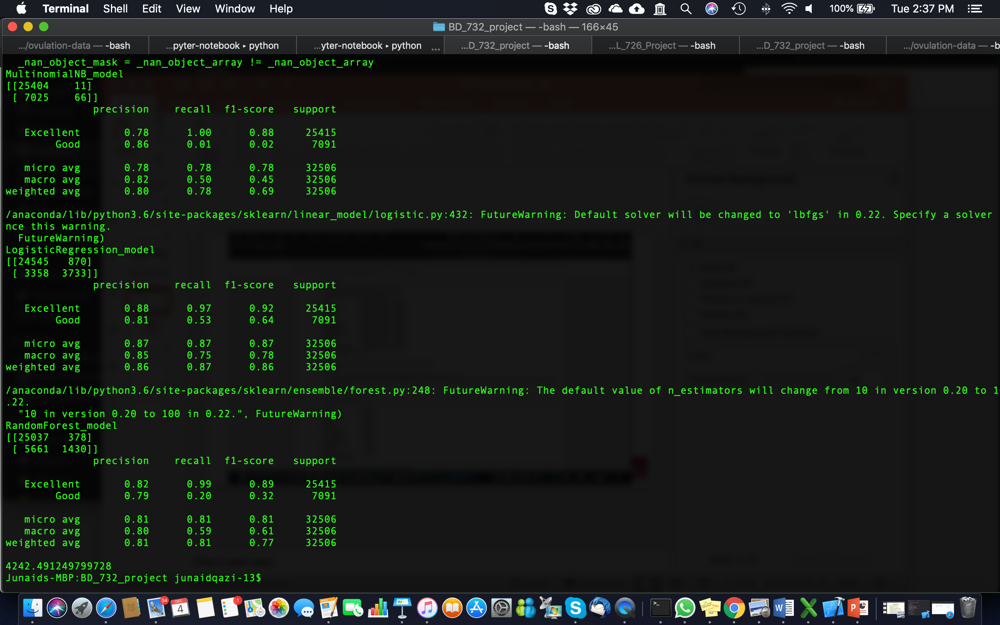 Terminal Shell Edit View Window Help 100% Tue 2:37 PM
BD_732_project — -bash — 166×45
.../ovulation-data — -bash ...pyter-notebook ▸ python ...yter-notebook ▸ python ... ...D_732_project — -bash ...L_726_Project — -bash ...D_732_project — -bash .../ovulation-data — -b
_nan_object_mask = _nan_object_array != _nan_object_array
MultinomialNB_model
[[25404 11]
[ 7025 66]]
precision recall f1-score support
Excellent 0.78 1.00 0.88 25415
Good 0.86 0.01 0.02 7091
micro avg 0.78 0.78 0.78 32506
macro avg 0.82 0.50 0.45 32506
weighted avg 0.80 0.78 0.69 32506
/anaconda/lib/python3.6/site-packages/sklearn/linear_model/logistic.py:432: FutureWarning: Default solver will be changed to 'lbfgs' in 0.22. Specify a solver
nce this warning.
FutureWarning)
LogisticRegression_model
[[24545 870]
[ 3358 3733]]
precision recall f1-score support
Excellent 0.88 0.97 0.92 25415
Good 0.81 0.53 0.64 7091
micro avg 0.87 0.87 0.87 32506
macro avg 0.85 0.75 0.78 32506
weighted avg 0.86 0.87 0.86 32506
/anaconda/lib/python3.6/site-packages/sklearn/ensemble/forest.py:248: FutureWarning: The default value of n_estimators will change from 10 in version 0.20 to 1
.22.
"10 in version 0.20 to 100 in 0.22.", FutureWarning)
RandomForest_model
[[25037 378]
[ 5661 1430]]
precision recall f1-score support
Excellent 0.82 0.99 0.89 25415
Good 0.79 0.20 0.32 7091
micro avg 0.81 0.81 0.81 32506
macro avg 0.80 0.59 0.61 32506
weighted avg 0.81 0.81 0.77 32506
4242.491249799728
Junaids-MBP:BD_732_project junaidqazi-13$
34 DEC 4 1